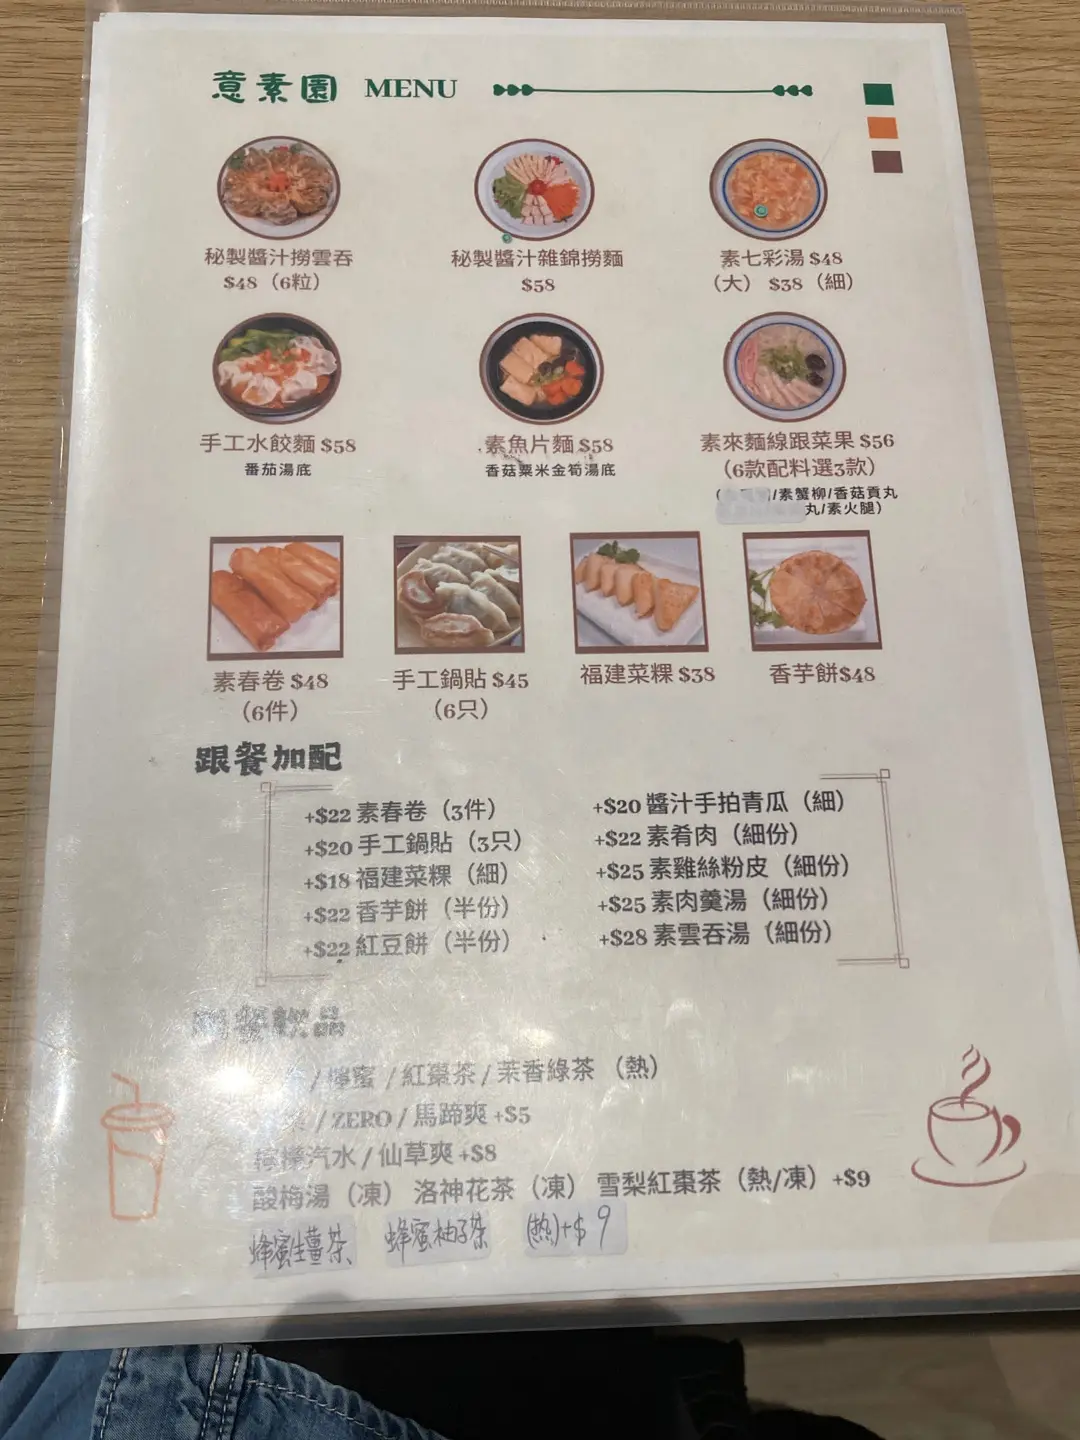 意素園 MENU
秘製醬汁撈雲吞
$48（6粒）
秘製醬汁雜錦撈麵
$58
素七彩湯 $48
（大） $38（細）
手工水餃麵 $58
番茄湯底
素魚片麵 $58
香菇粟米金筍湯底
素來麵線跟菜果 $56
（6款配料選3款）
/素蟹柳/香菇貢丸
丸/素火腿）
素春卷 $48
（6件）
手工鍋貼 $45
（6只）
福建菜粿 $38
香芋餅$48
跟餐加配
+$22 素春卷（3件）
+$20 手工鍋貼（3只）
+$18 福建菜粿（細）
+$22 香芋餅（半份）
+$22 紅豆餅（半份）
+$20 醬汁手拍青瓜（細）
+$22 素肴肉（細份）
+$25 素雞絲粉皮（細份）
+$25 素肉羹湯（細份）
+$28 素雲吞湯（細份）
跟餐飲品
/ 檸蜜 / 紅棗茶 / 茉香綠茶 （熱）
/ ZERO / 馬蹄爽 +$5
檸檬汽水 / 仙草爽 +$8
酸梅湯（凍） 洛神花茶（凍） 雪梨紅棗茶（熱/凍）+$9
蜂蜜生薑茶 蜂蜜柚子茶 (熱)+$ 9